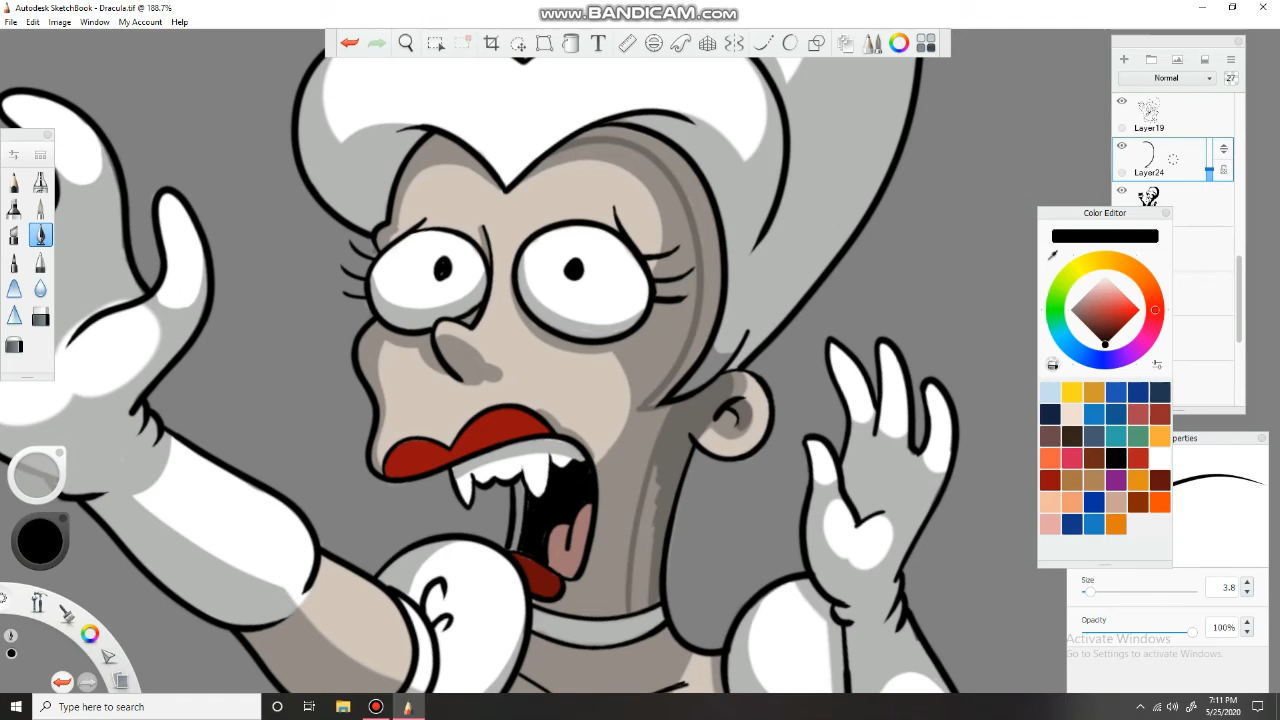 Autodesk SketchBook - Dracula.tif @ 188.7%
www.BANDICAM.com
File Edit Image Window My Account Help
Normal
27
Layer19
Layer24
Color Editor
perties
Size
3.8
Opacity
100%
Activate Windows
Go to Settings to activate Windows.
Type here to search
7:11 PM
5/25/2020